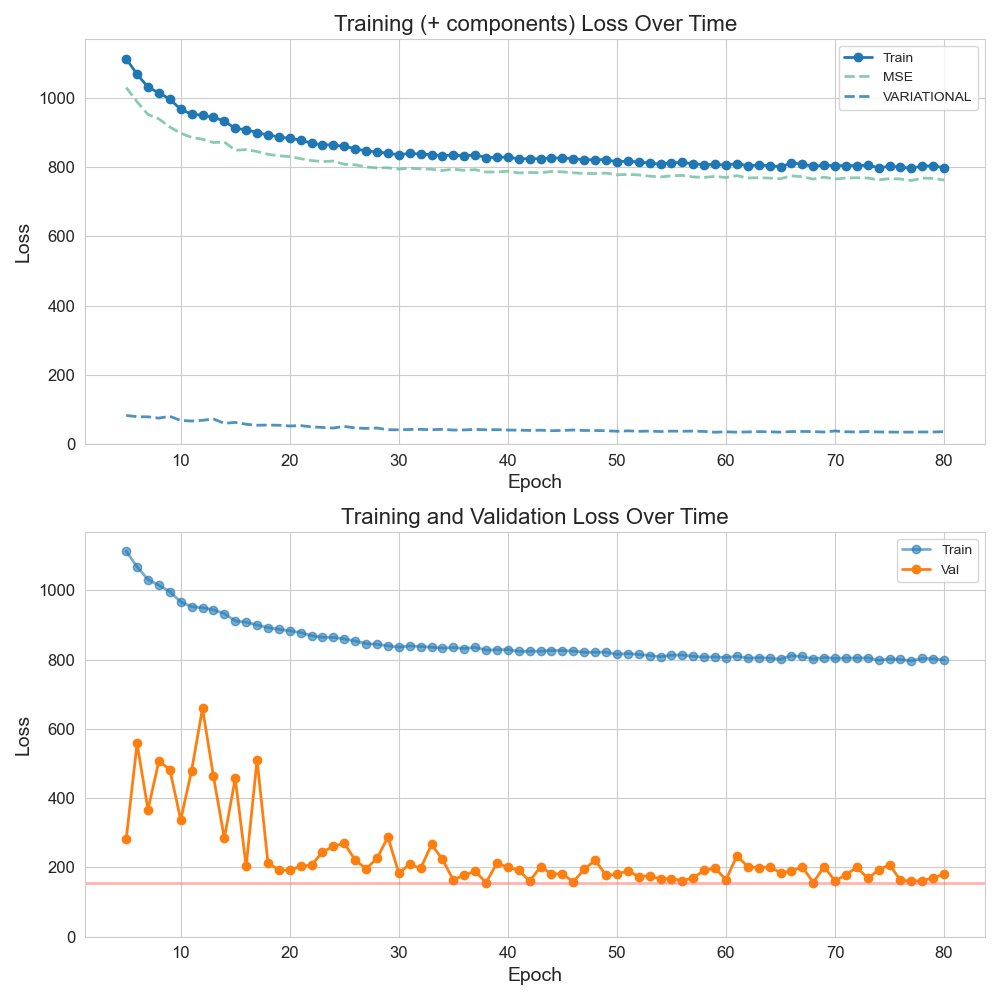 Training (+ components) Loss Over Time
Train
MSE
VARIATIONAL
1000
800
600
400
200
0
Loss
10 20 30 40 50 60 70 80
Epoch
Training and Validation Loss Over Time
Train
Val
1000
800
600
400
200
0
Loss
10 20 30 40 50 60 70 80
Epoch